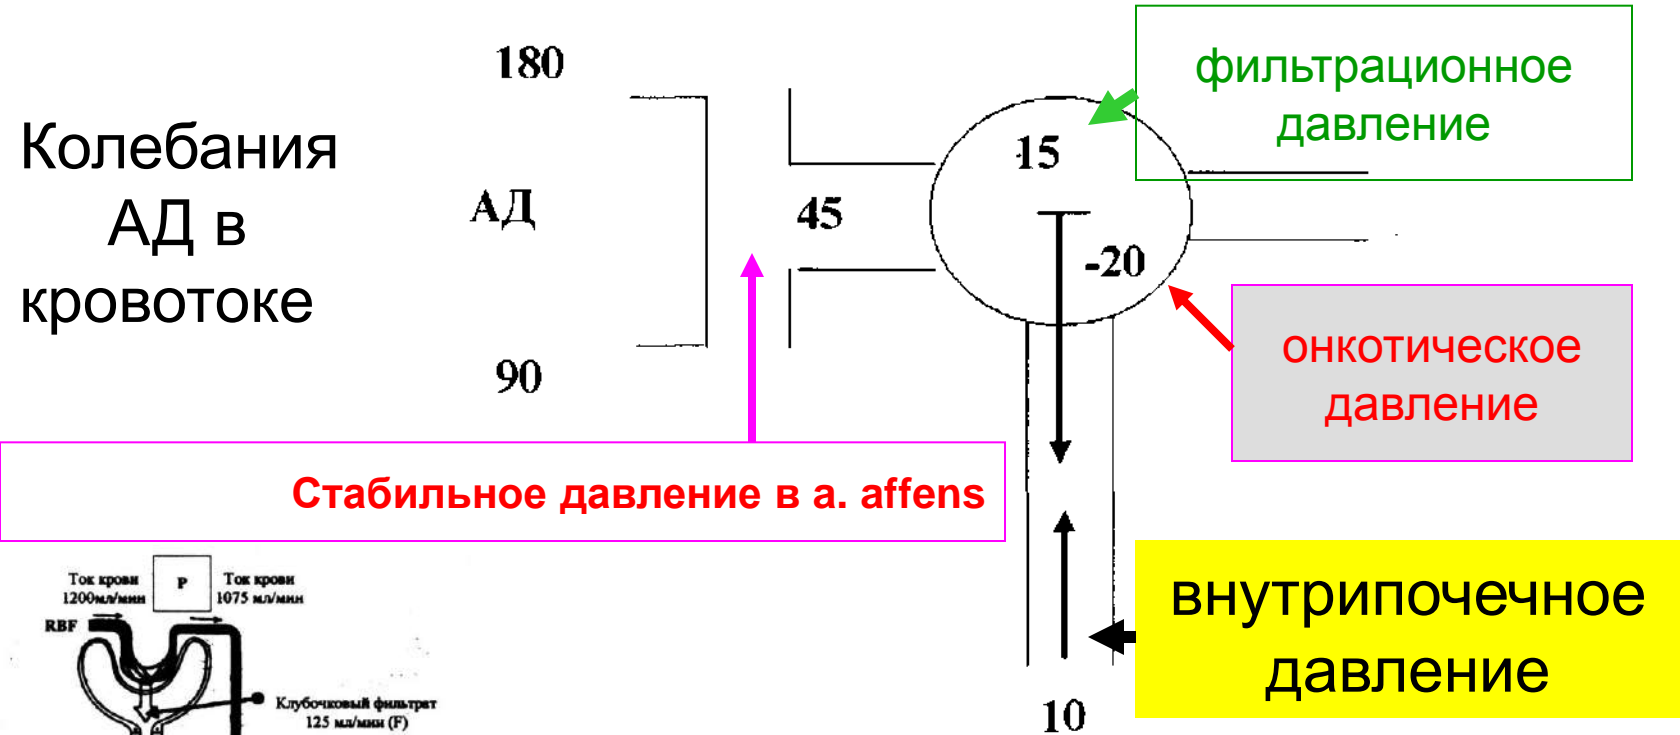 180
фильтрационное
давление
Колебания
АД в
кровотоке
15
АД
45
-20
90
онкотическое
давление
Стабильное давление в a. affens
Ток крови
1200мл/мин
P
Ток крови
1075 мл/мин
RBF
внутрипочечное
давление
Клубочковый фильтрат
125 мл/мин (F)
10